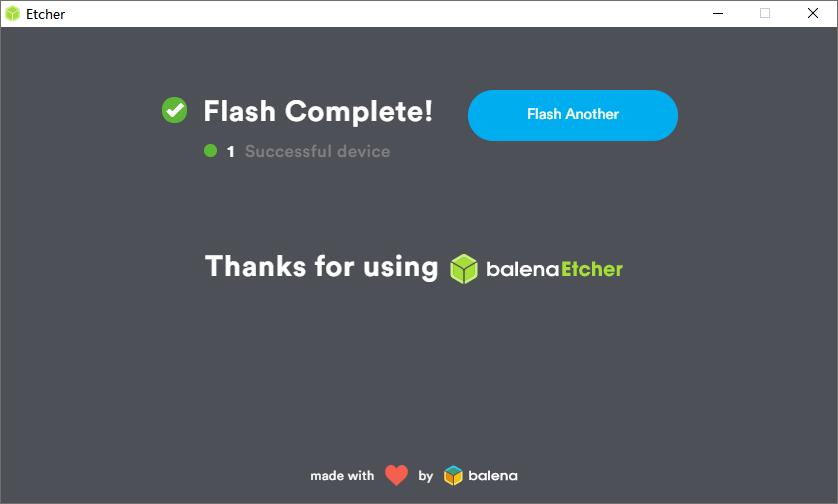 Etcher
Flash Complete!
Flash Another
1 Successful device
Thanks for using balenaEtcher
made with by balena